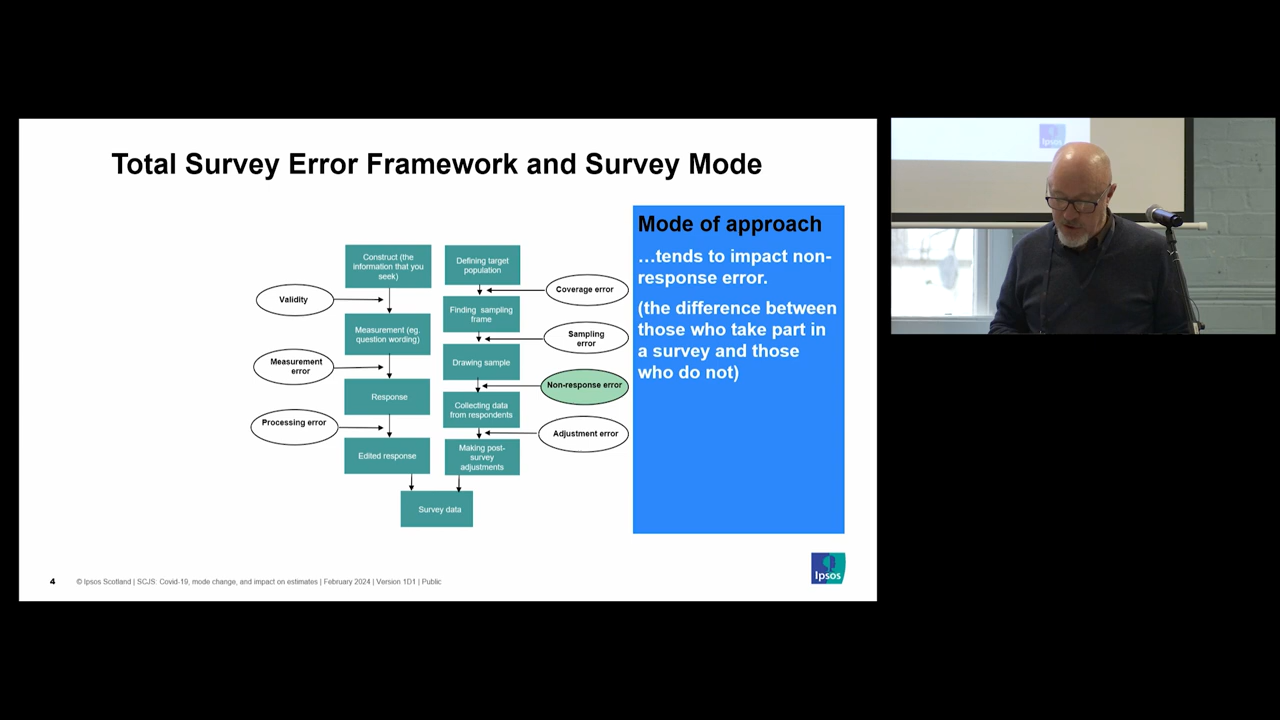 Total Survey Error Framework and Survey Mode
Mode of approach
…tends to impact non-
response error.
(the difference between
those who take part in
a survey and those
who do not)
Construct (the
information that you
seek)
Validity
Measurement (eg.
question wording)
Measurement
error
Response
Processing error
Edited response
Defining target
population
Coverage error
Finding sampling
frame
Sampling
error
Drawing sample
Non-response error
Collecting data
from respondents
Adjustment error
Making post-
survey
adjustments
Survey data
4
© Ipsos Scotland | SCJS: Covid-19, mode change, and impact on estimates | February 2024 | Version 1D1 | Public
Ipsos
Ipsos